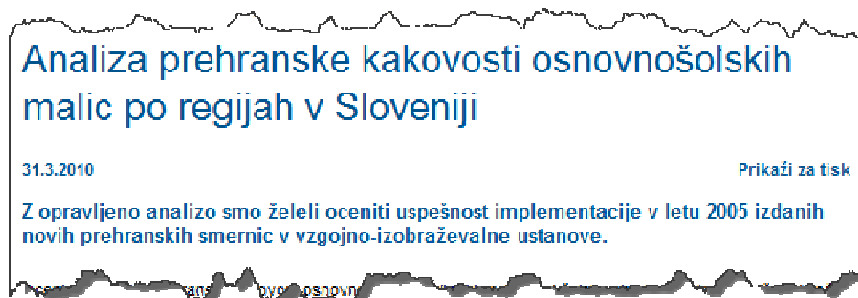 Analiza prehranske kakovosti osnovnošolskih
malic po regijah v Sloveniji
31.3.2010 Prikaži za tisk
Z opravljeno analizo smo želeli oceniti uspešnost implementacije v letu 2005 izdanih
novih prehranskih smernic v vzgojno-izobraževalne ustanove.